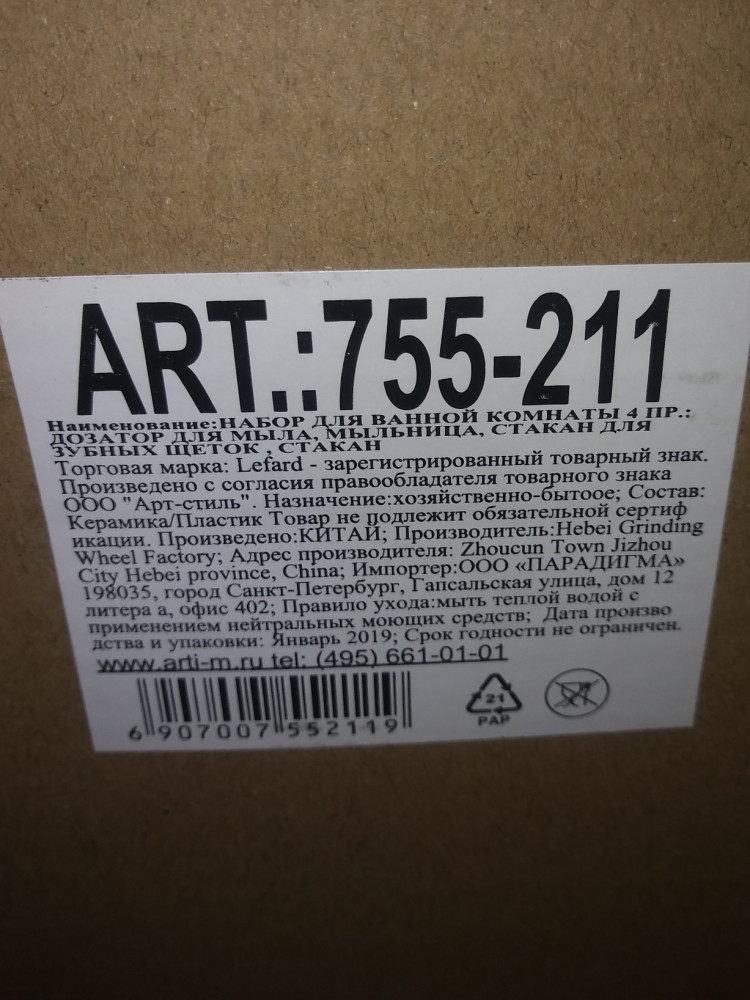 ART.:755-211
Наименование:НАБОР ДЛЯ ВАННОЙ КОМНАТЫ 4 ПР.:
ДОЗАТОР ДЛЯ МЫЛА, МЫЛЬНИЦА, СТАКАН ДЛЯ
ЗУБНЫХ ЩЕТОК , СТАКАН
Торговая марка: Lefard - зарегистрированный товарный знак.
Произведено с согласия правообладателя товарного знака
ООО "Арт-стиль". Назначение:хозяйственно-бытоое; Состав:
Керамика/Пластик Товар не подлежит обязательной сертиф
икации. Произведено:КИТАЙ; Производитель:Hebei Grinding
Wheel Factory; Адрес производителя: Zhoucun Town Jizhou
City Hebei province, China; Импортер:ООО «ПАРАДИГМА»
198035, город Санкт-Петербург, Гапсальская улица, дом 12
литера а, офис 402; Правило ухода:мыть теплой водой с
применением нейтральных моющих средств; Дата произво
дства и упаковки: Январь 2019; Срок годности не ограничен.
www.arti-m.ru tel: (495) 661-01-01
6 907007 552119
21
PAP